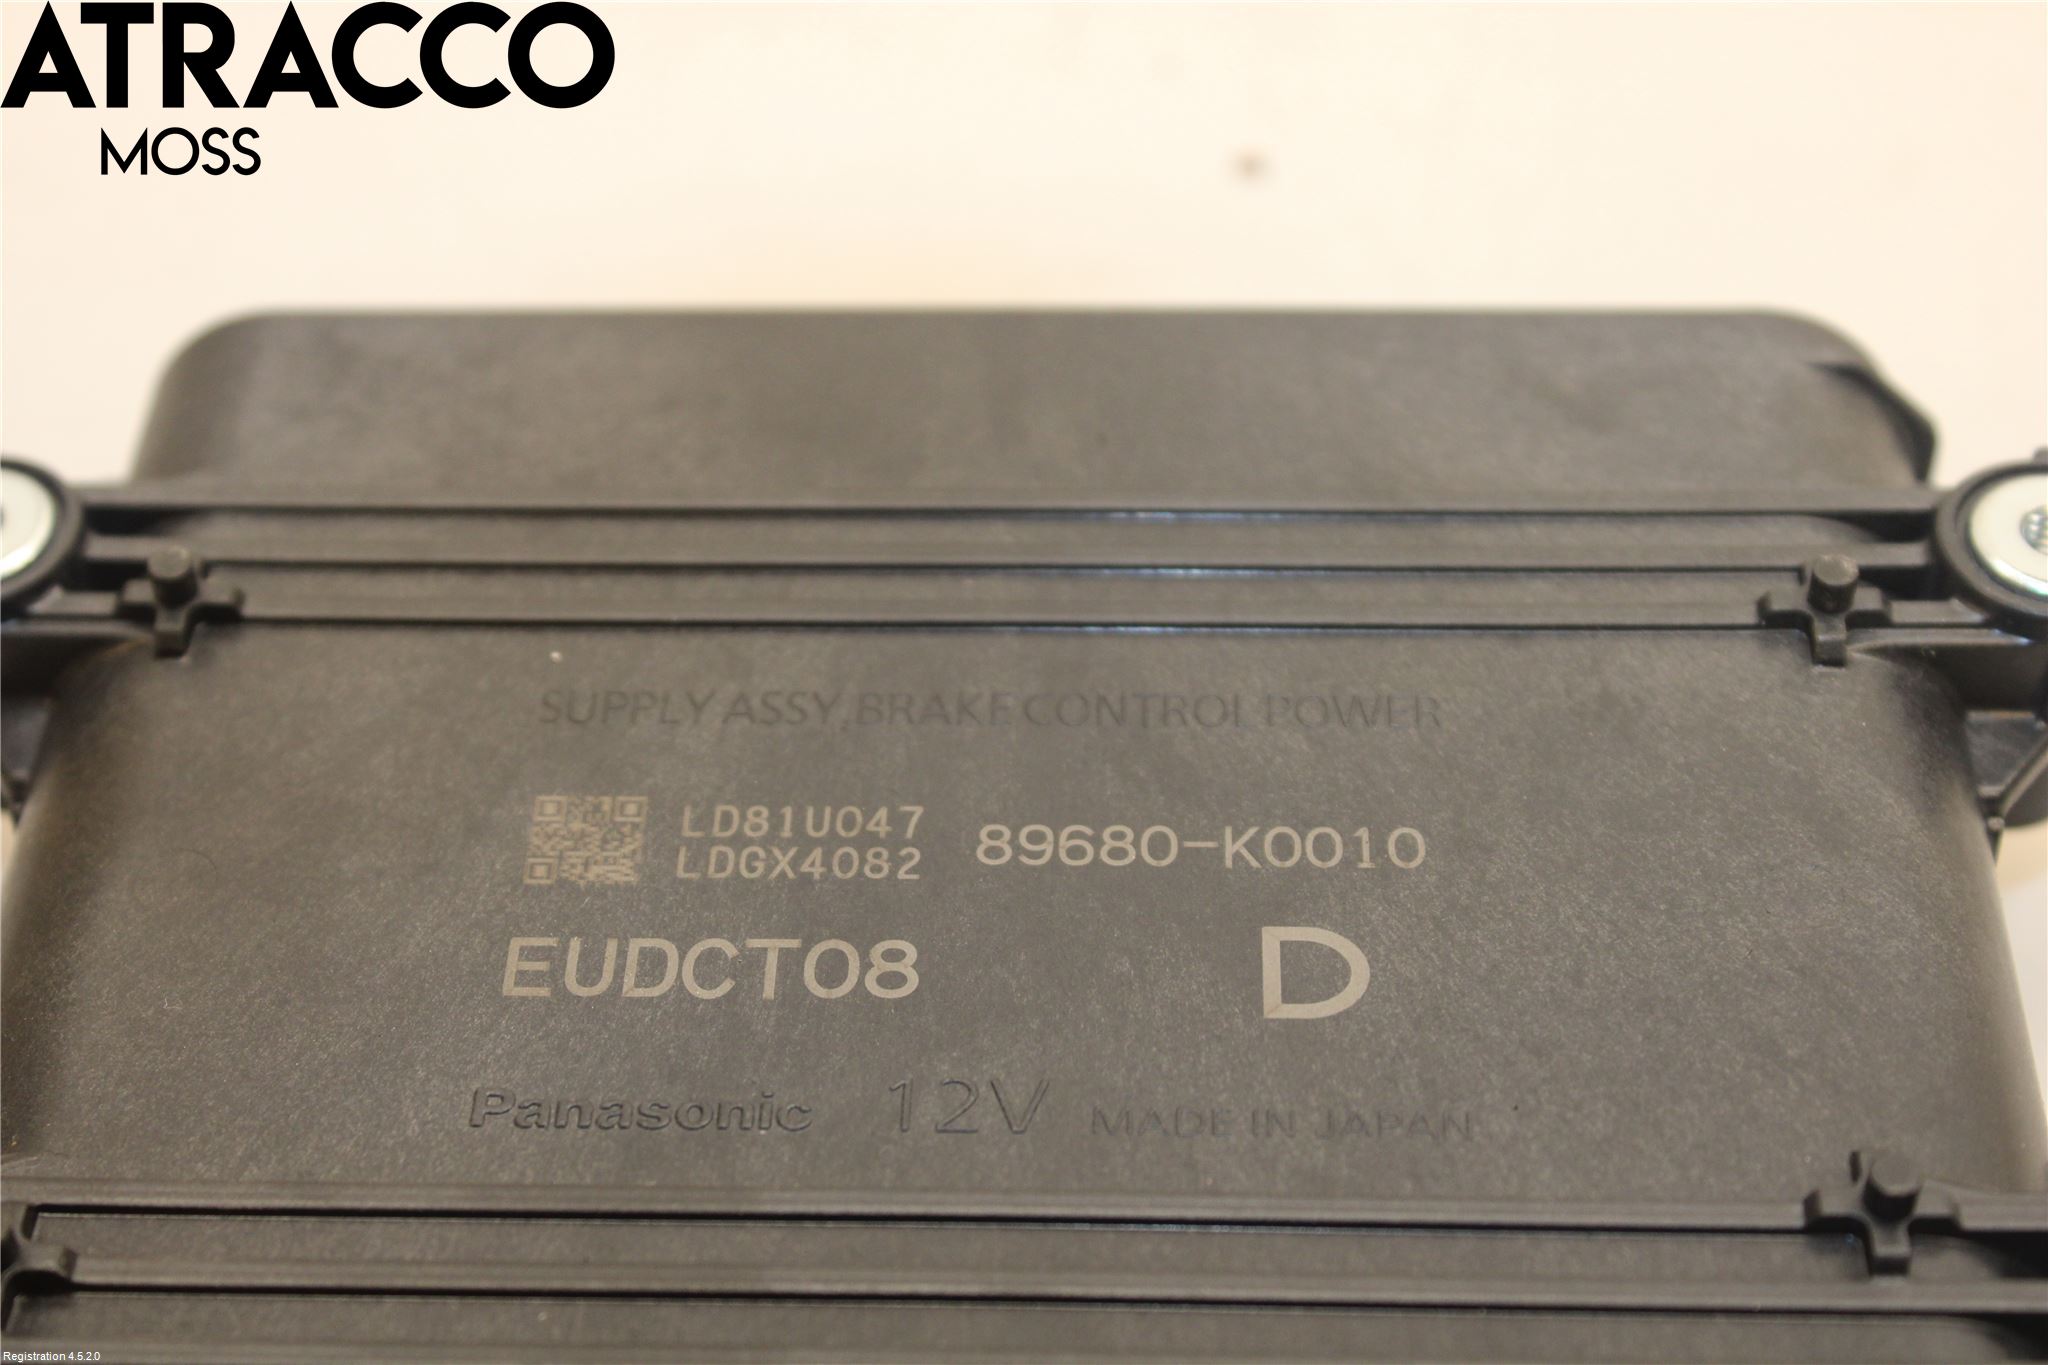 ATRACCO
MOSS
SUPPLY ASSY,BRAKE CONTROL POWER
LD81U047
LDGX4082
89680-K0010
EUDCT08
D
Panasonic 12V MADE IN JAPAN
Registration 4.5.2.0